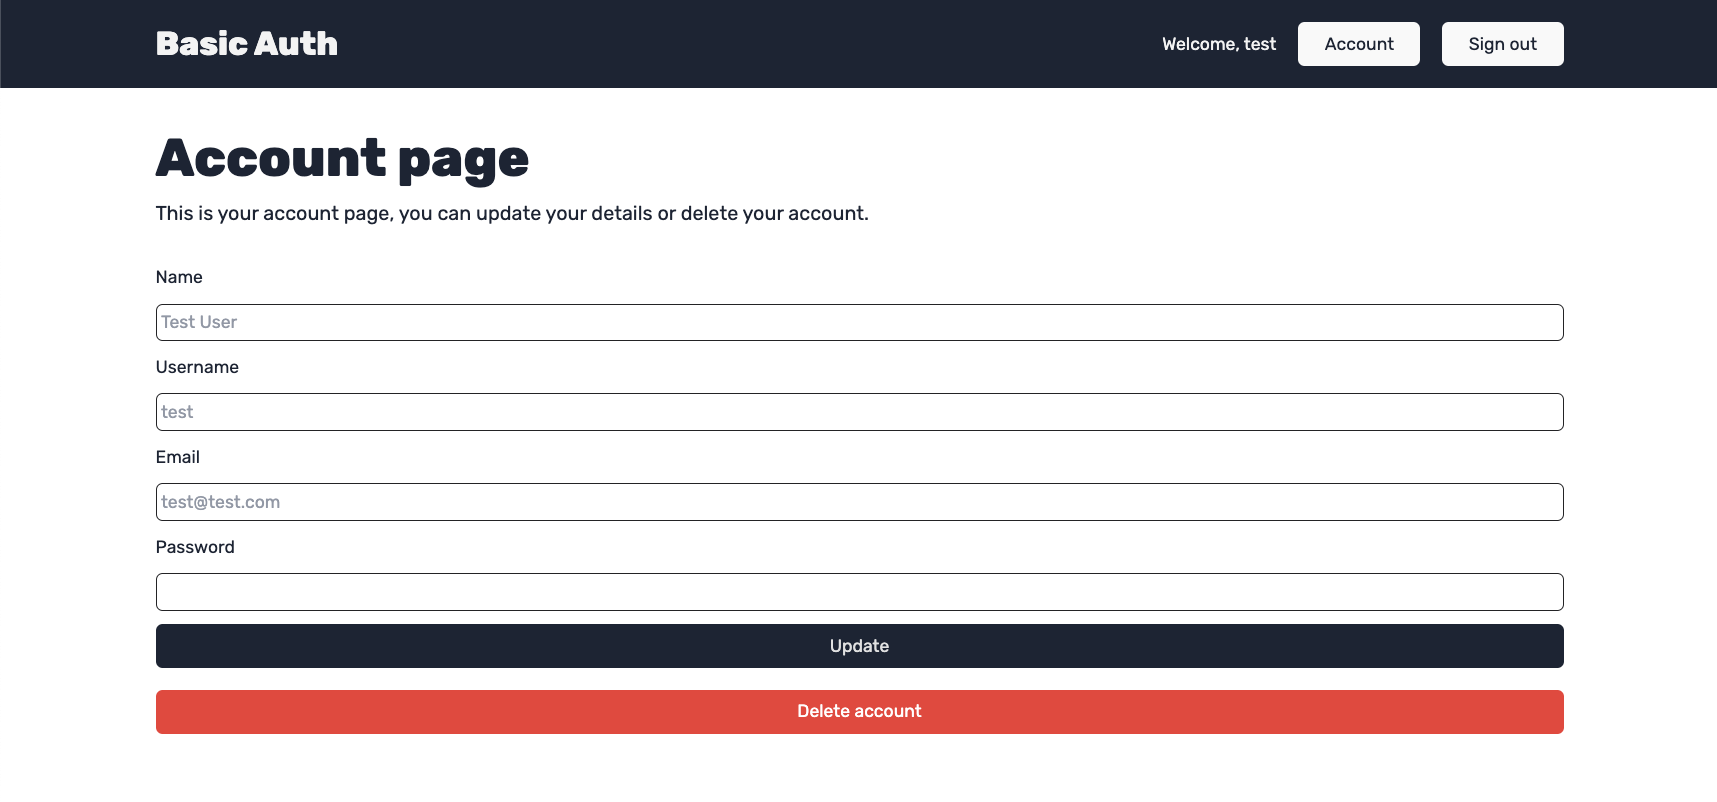 Basic Auth
Welcome, test
Account
Sign out
Account page
This is your account page, you can update your details or delete your account.
Name
Test User
Username
test
Email
test@test.com
Password
Update
Delete account